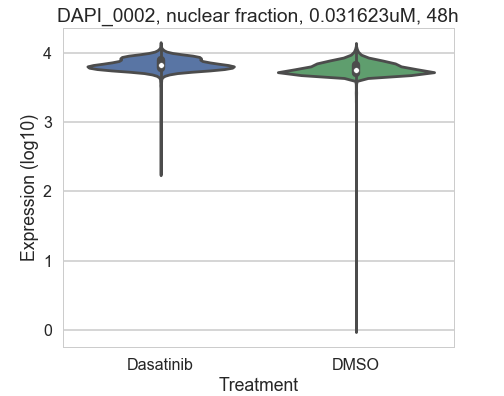 DAPI_0002, nuclear fraction, 0.031623uM, 48h
4
3
2
1
0
Expression (log10)
Dasatinib DMSO
Treatment